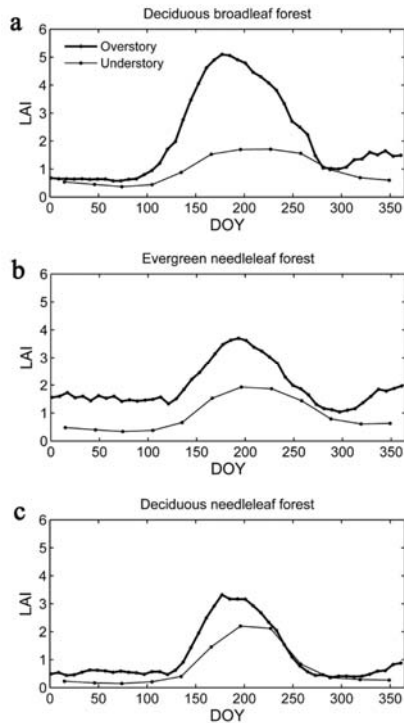 a
Deciduous broadleaf forest
Overstory
Understory
LAI
6
5
4
3
2
1
0
0 50 100 150 200 250 300 350
DOY
b
Evergreen needleleaf forest
LAI
6
5
4
3
2
1
0
0 50 100 150 200 250 300 350
DOY
c
Deciduous needleleaf forest
LAI
6
5
4
3
2
1
0
0 50 100 150 200 250 300 350
DOY